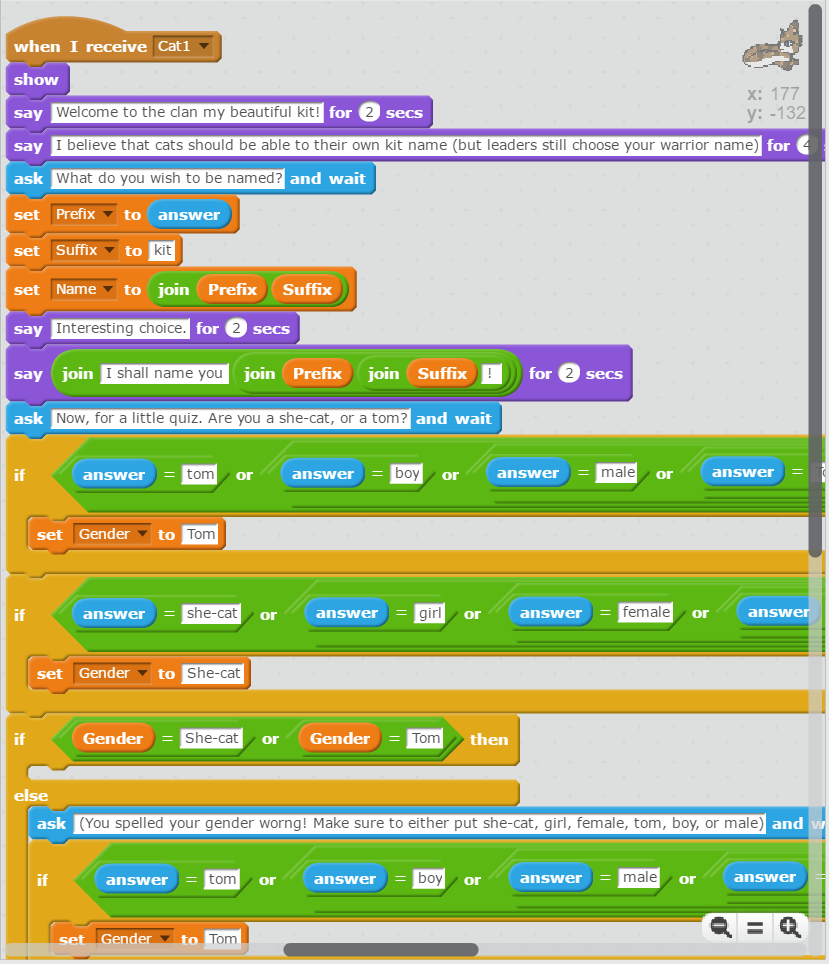 when I receive Cat1
show
x: 177
y: -132
say Welcome to the clan my beautiful kit! for 2 secs
say I believe that cats should be able to their own kit name (but leaders still choose your warrior name) for 4
ask What do you wish to be named? and wait
set Prefix to answer
set Suffix to kit
set Name to join Prefix Suffix
say Interesting choice. for 2 secs
say join I shall name you join Prefix join Suffix ! for 2 secs
ask Now, for a little quiz. Are you a she-cat, or a tom? and wait
if answer = tom or answer = boy or answer = male or answer =
set Gender to Tom
if answer = she-cat or answer = girl or answer = female or answer
set Gender to She-cat
if Gender = She-cat or Gender = Tom then
else
ask (You spelled your gender worng! Make sure to either put she-cat, girl, female, tom, boy, or male) and w
if answer = tom or answer = boy or answer = male or answer =
set Gender to Tom